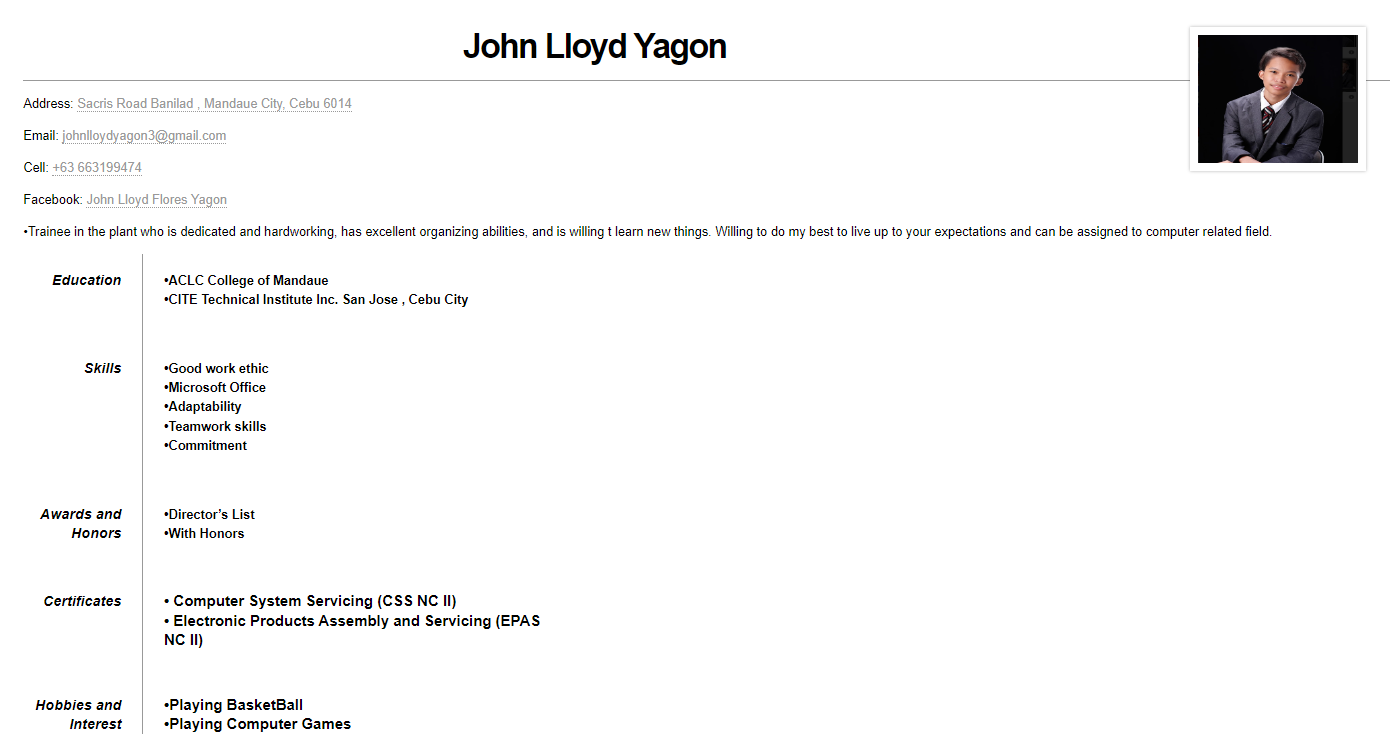 John Lloyd Yagon
Address: Sacris Road Banilad , Mandaue City, Cebu 6014
Email: johnlloydyagon3@gmail.com
Cell: +63 663199474
Facebook: John Lloyd Flores Yagon
•Trainee in the plant who is dedicated and hardworking, has excellent organizing abilities, and is willing t learn new things. Willing to do my best to live up to your expectations and can be assigned to computer related field.
Education
•ACLC College of Mandaue
•CITE Technical Institute Inc. San Jose , Cebu City
Skills
•Good work ethic
•Microsoft Office
•Adaptability
•Teamwork skills
•Commitment
Awards and
Honors
•Director’s List
•With Honors
Certificates
• Computer System Servicing (CSS NC II)
• Electronic Products Assembly and Servicing (EPAS
NC II)
Hobbies and
Interest
•Playing BasketBall
•Playing Computer Games